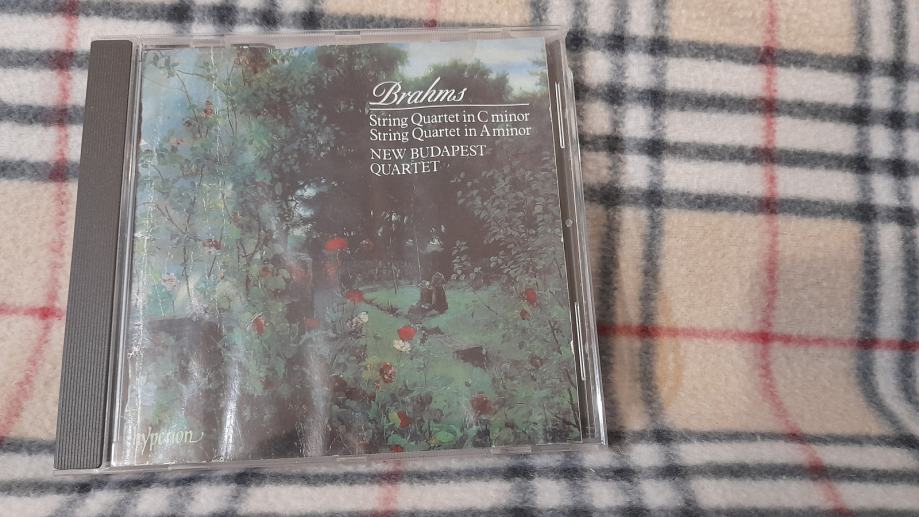 Brahms
String Quartet in C minor
String Quartet in A minor
NEW BUDAPEST
QUARTET
hyperion